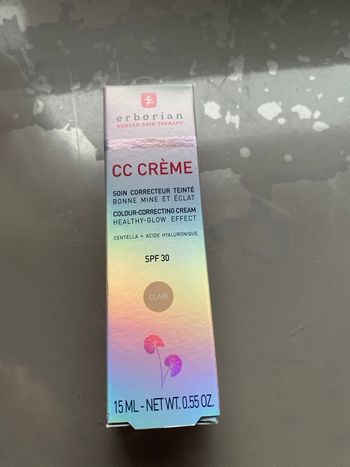 erborian
KOREAN SKIN THERAPY
CC CRÈME
SOIN CORRECTEUR TEINTÉ
BONNE MINE ET ÉCLAT
COLOUR-CORRECTING CREAM
HEALTHY-GLOW EFFECT
CENTELLA + ACIDE HYALURONIQUE
SPF 30
CLAIR
15 ML - NET WT. 0.55 OZ.